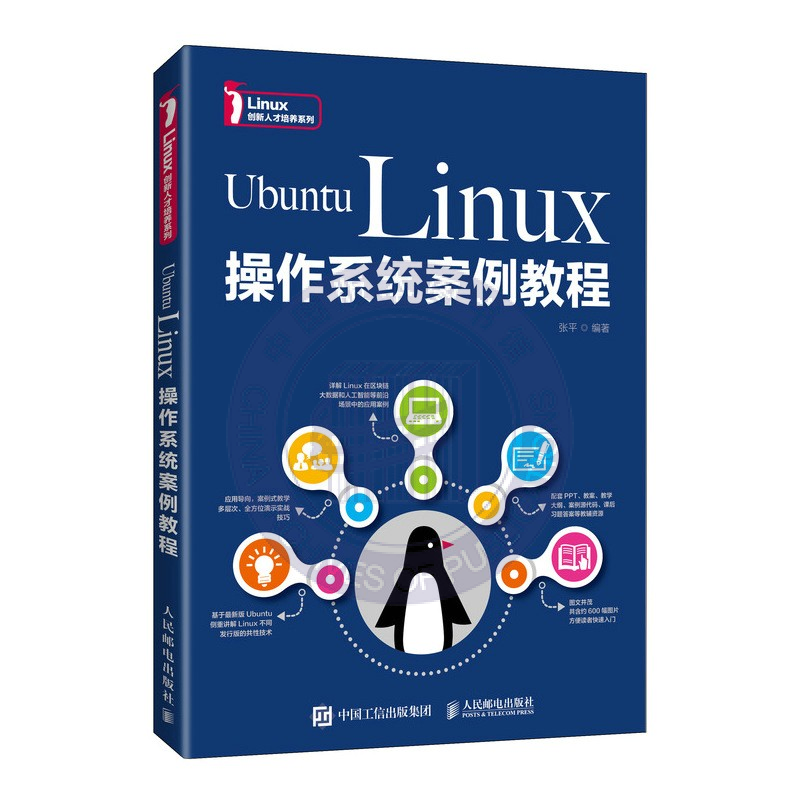 Linux
创新人才培养系列
Ubuntu Linux
操作系统案例教程
张平 编著
详解 Linux 在区块链
大数据和人工智能等前沿
场景中的应用案例
应用导向，案例式教学
多层次、全方位演示实战
技巧
配套 PPT、教案、教学
大纲、案例源代码、课后
习题答案等教辅资源
基于最新版 Ubuntu
侧重讲解 Linux 不同
发行版的共性技术
图文并茂
共含约 600 幅图片
方便读者快速入门
中国工信出版集团
人民邮电出版社
POSTS & TELECOM PRESS
Linux 创新人才培养系列
Ubuntu Linux 操作系统案例教程
人民邮电出版社